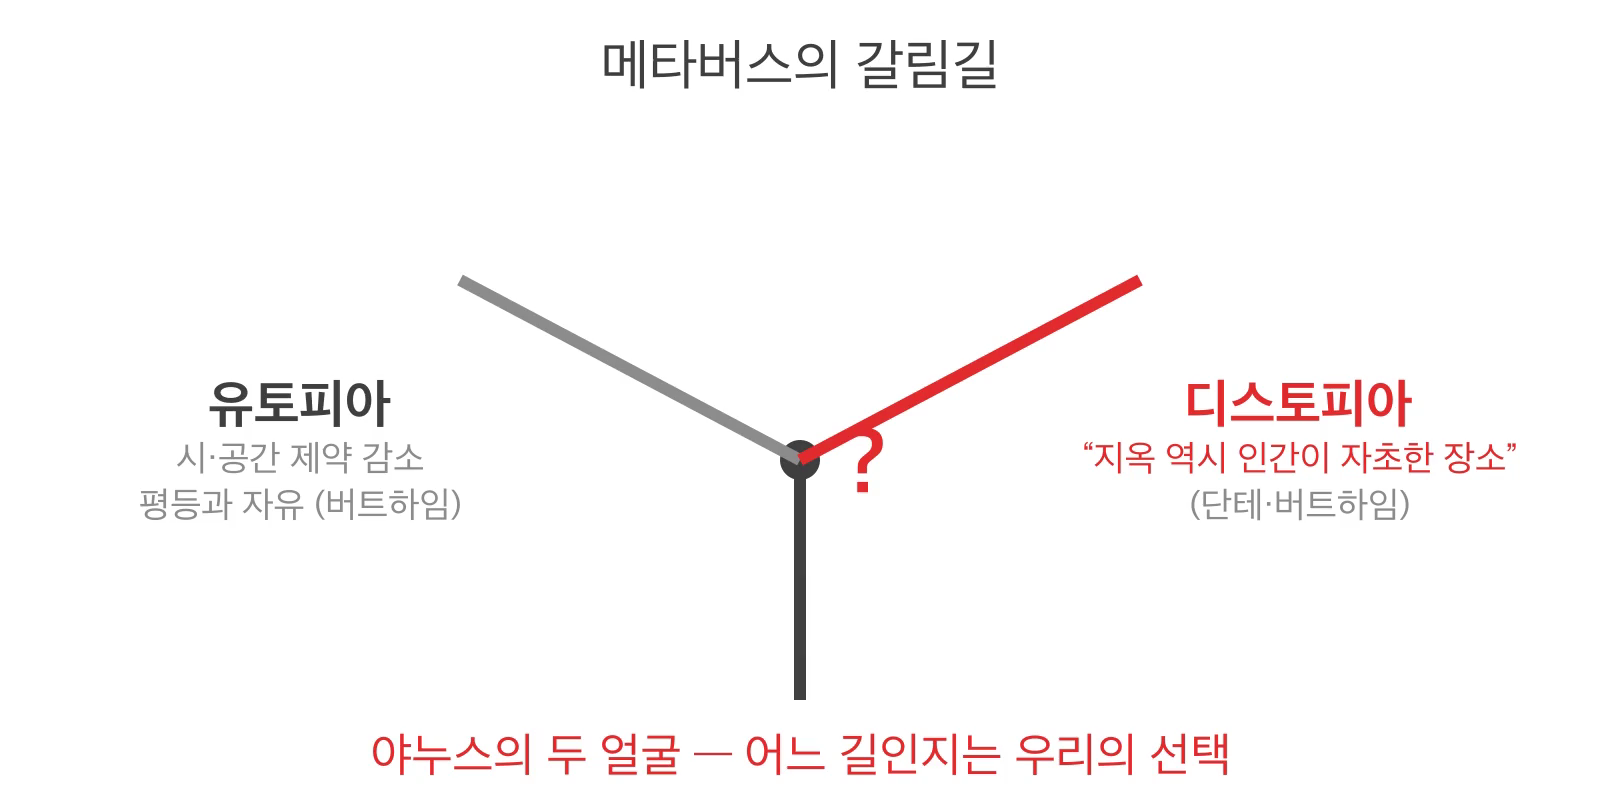 메타버스의 갈림길
유토피아
시·공간 제약 감소
평등과 자유 (버트하임)
?
디스토피아
“지옥 역시 인간이 자초한 장소”
(단테·버트하임)
야누스의 두 얼굴 — 어느 길인지는 우리의 선택